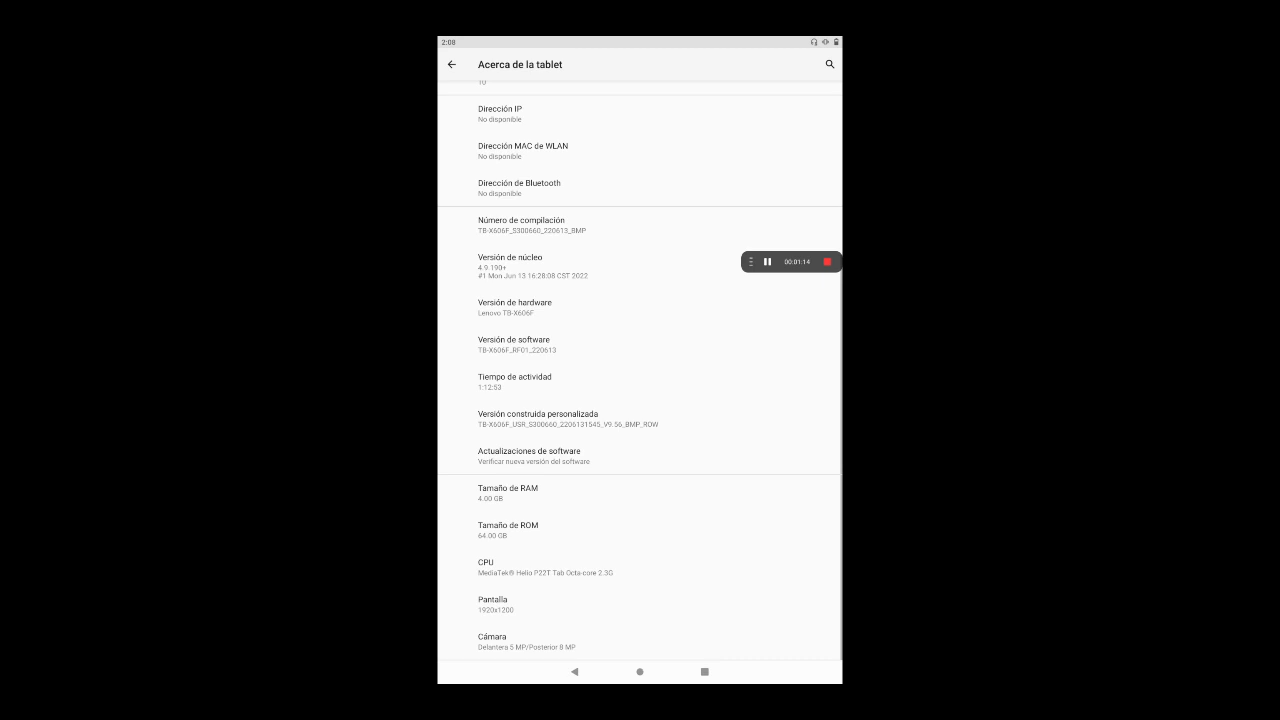 2:08
Acerca de la tablet
10
Dirección IP
No disponible
Dirección MAC de WLAN
No disponible
Dirección de Bluetooth
No disponible
Número de compilación
TB-X606F_S300660_220613_BMP
Versión de núcleo
4.9.190+
#1 Mon Jun 13 16:28:08 CST 2022
00:01:14
Versión de hardware
Lenovo TB-X606F
Versión de software
TB-X606F_RF01_220613
Tiempo de actividad
1:12:53
Versión construida personalizada
TB-X606F_USR_S300660_2206131545_V9.56_BMP_ROW
Actualizaciones de software
Verificar nueva versión del software
Tamaño de RAM
4.00 GB
Tamaño de ROM
64.00 GB
CPU
MediaTek® Helio P22T Tab Octa-core 2.3G
Pantalla
1920x1200
Cámara
Delantera 5 MP/Posterior 8 MP